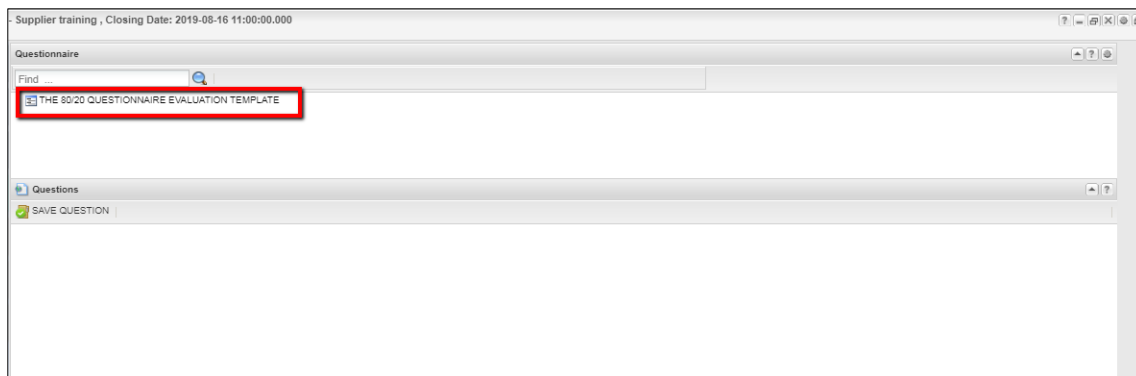 - Supplier training , Closing Date: 2019-08-16 11:00:00.000
Questionnaire
Find ...
THE 80/20 QUESTIONNAIRE EVALUATION TEMPLATE
Questions
SAVE QUESTION